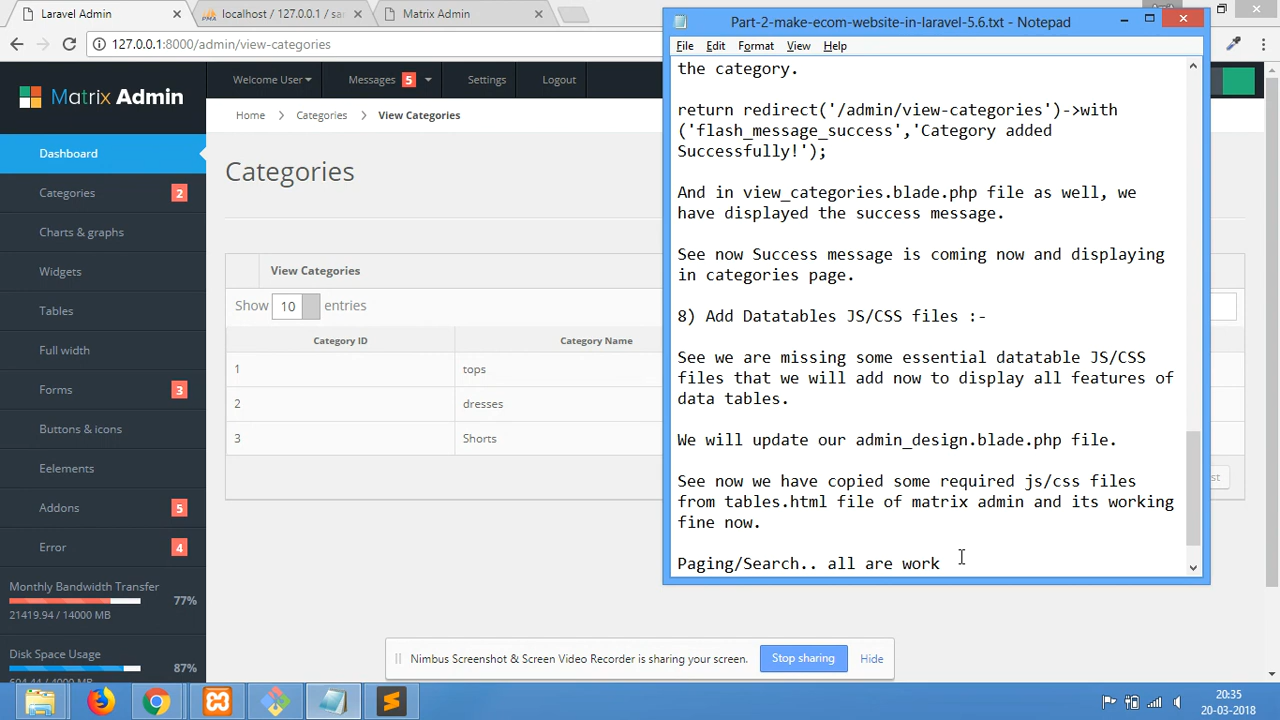 Laravel Admin
localhost / 127.0.0.1 / sa
Matrix Admin
127.0.0.1:8000/admin/view-categories
Matrix Admin
Welcome User
Messages 5
Settings
Logout
Home
Categories
View Categories
Dashboard
Categories 2
Charts & graphs
Widgets
Tables
Full width
Forms 3
Buttons & icons
Eelements
Addons 5
Error 4
Monthly Bandwidth Transfer
77%
21419.94 / 14000 MB
Disk Space Usage
87%
604.44 / 4000 MB
Categories
View Categories
Show 10 entries
Category ID
Category Name
1 tops
2 dresses
3 Shorts
Part-2-make-ecom-website-in-laravel-5.6.txt - Notepad
File Edit Format View Help
the category.
return redirect('/admin/view-categories')->with
('flash_message_success','Category added
Successfully!');
And in view_categories.blade.php file as well, we
have displayed the success message.
See now Success message is coming now and displaying
in categories page.
8) Add Datatables JS/CSS files :-
See we are missing some essential datatable JS/CSS
files that we will add now to display all features of
data tables.
We will update our admin_design.blade.php file.
See now we have copied some required js/css files
from tables.html file of matrix admin and its working
fine now.
Paging/Search.. all are work
Nimbus Screenshot & Screen Video Recorder is sharing your screen.
Stop sharing
Hide
20:35
20-03-2018